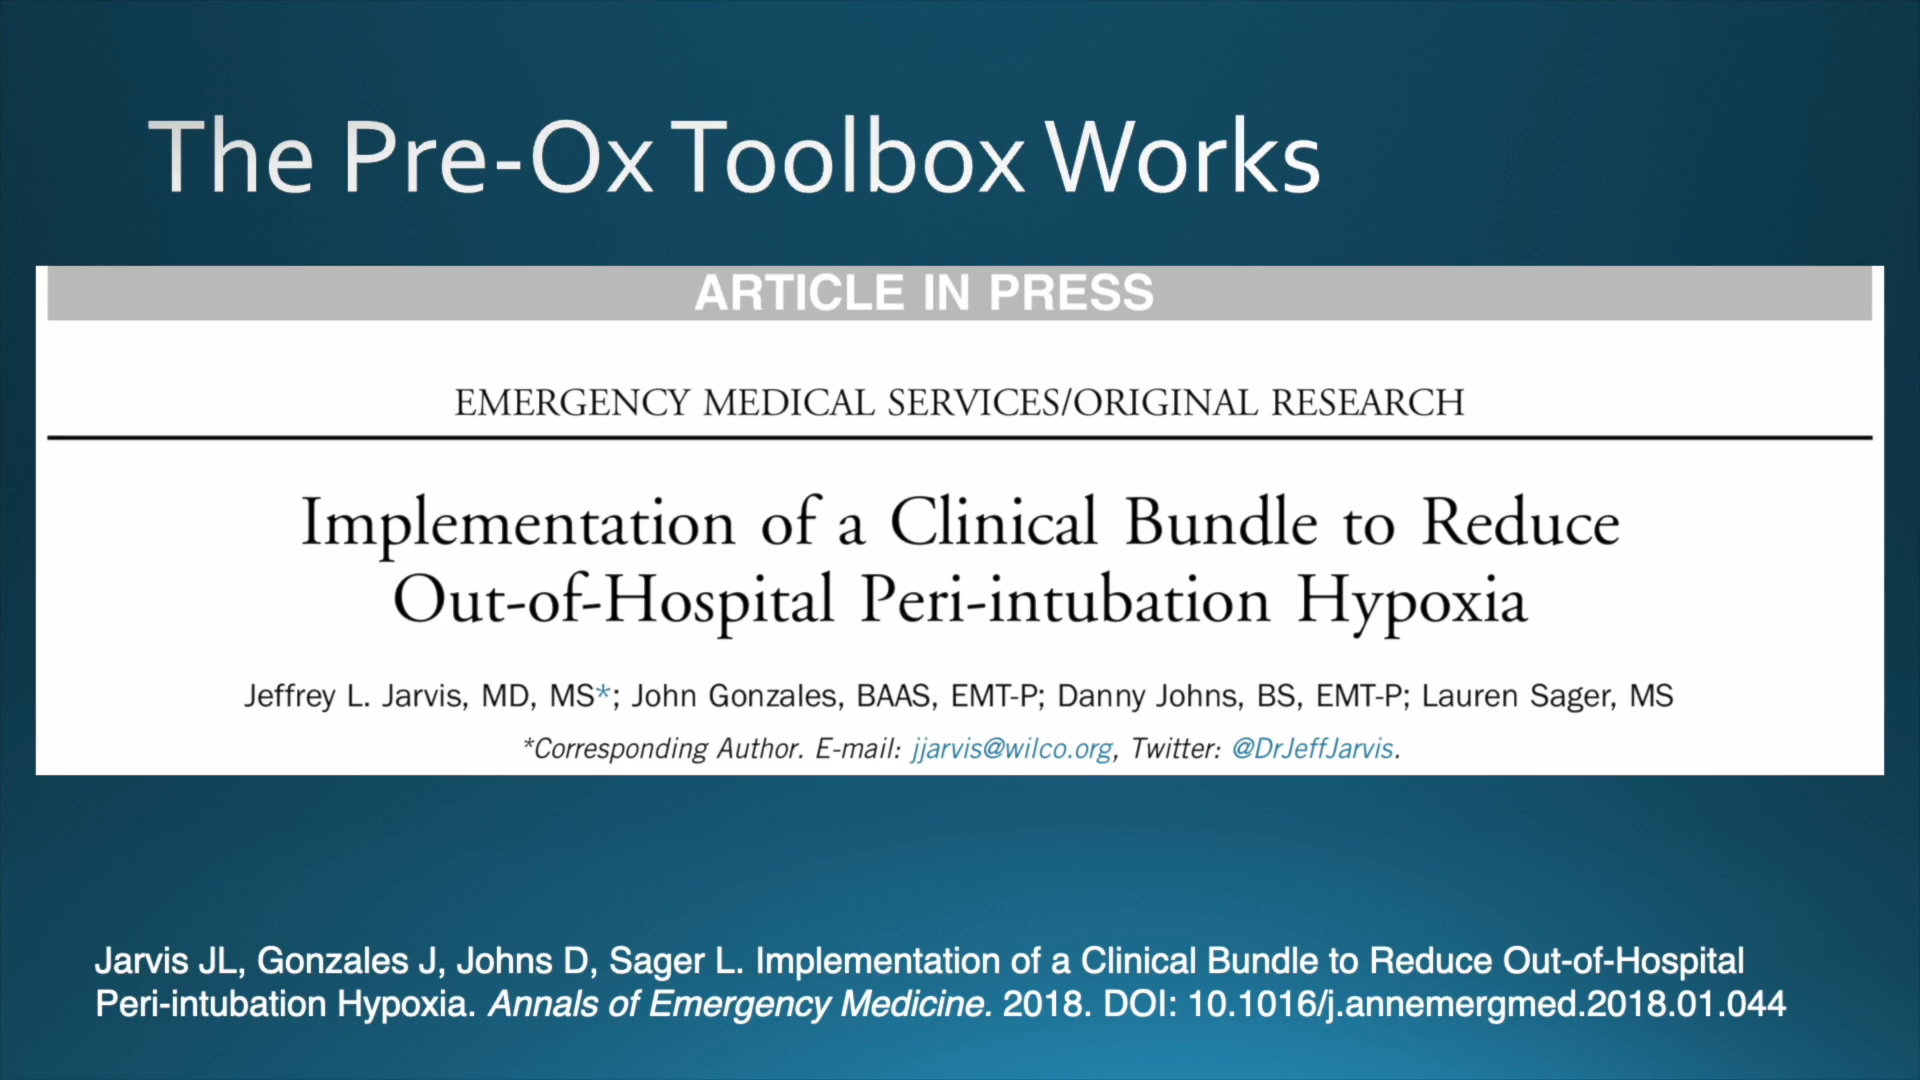 The Pre-Ox Toolbox Works
ARTICLE IN PRESS
EMERGENCY MEDICAL SERVICES/ORIGINAL RESEARCH
Implementation of a Clinical Bundle to Reduce
Out-of-Hospital Peri-intubation Hypoxia
Jeffrey L. Jarvis, MD, MS*; John Gonzales, BAAS, EMT-P; Danny Johns, BS, EMT-P; Lauren Sager, MS
*Corresponding Author. E-mail: jjarvis@wilco.org, Twitter: @DrJeffJarvis.
Jarvis JL, Gonzales J, Johns D, Sager L. Implementation of a Clinical Bundle to Reduce Out-of-Hospital
Peri-intubation Hypoxia. Annals of Emergency Medicine. 2018. DOI: 10.1016/j.annemergmed.2018.01.044